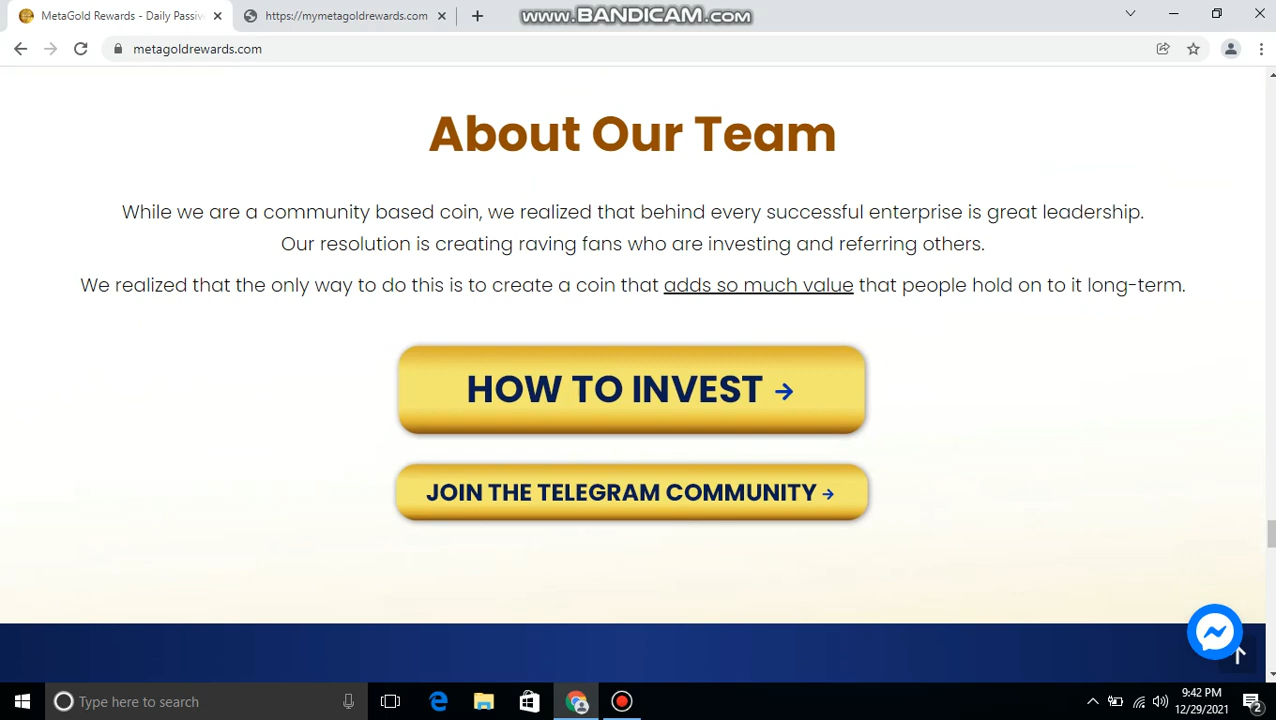 MetaGold Rewards - Daily Passiv
https://mymetagoldrewards.com
www.BANDICAM.com
metagoldrewards.com
About Our Team
While we are a community based coin, we realized that behind every successful enterprise is great leadership.
Our resolution is creating raving fans who are investing and referring others.
We realized that the only way to do this is to create a coin that adds so much value that people hold on to it long-term.
HOW TO INVEST →
JOIN THE TELEGRAM COMMUNITY →
Type here to search
9:42 PM
12/29/2021
2